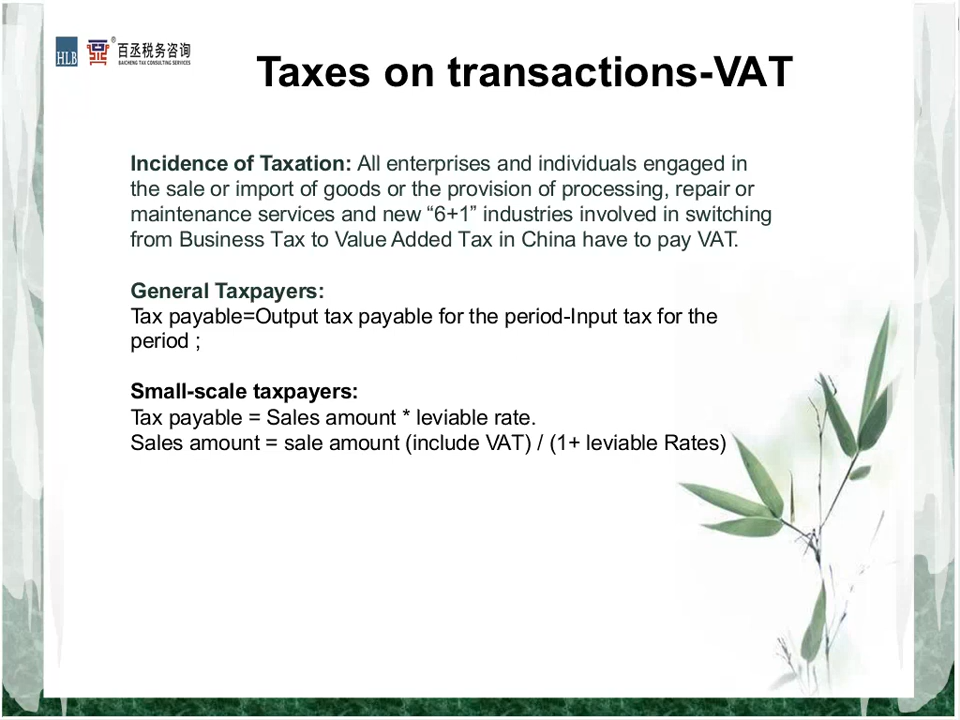 HLB
百丞税务咨询
BAICHENG TAX CONSULTING SERVICES
Taxes on transactions-VAT
Incidence of Taxation: All enterprises and individuals engaged in
the sale or import of goods or the provision of processing, repair or
maintenance services and new “6+1” industries involved in switching
from Business Tax to Value Added Tax in China have to pay VAT.
General Taxpayers:
Tax payable=Output tax payable for the period-Input tax for the
period ;
Small-scale taxpayers:
Tax payable = Sales amount * leviable rate.
Sales amount = sale amount (include VAT) / (1+ leviable Rates)